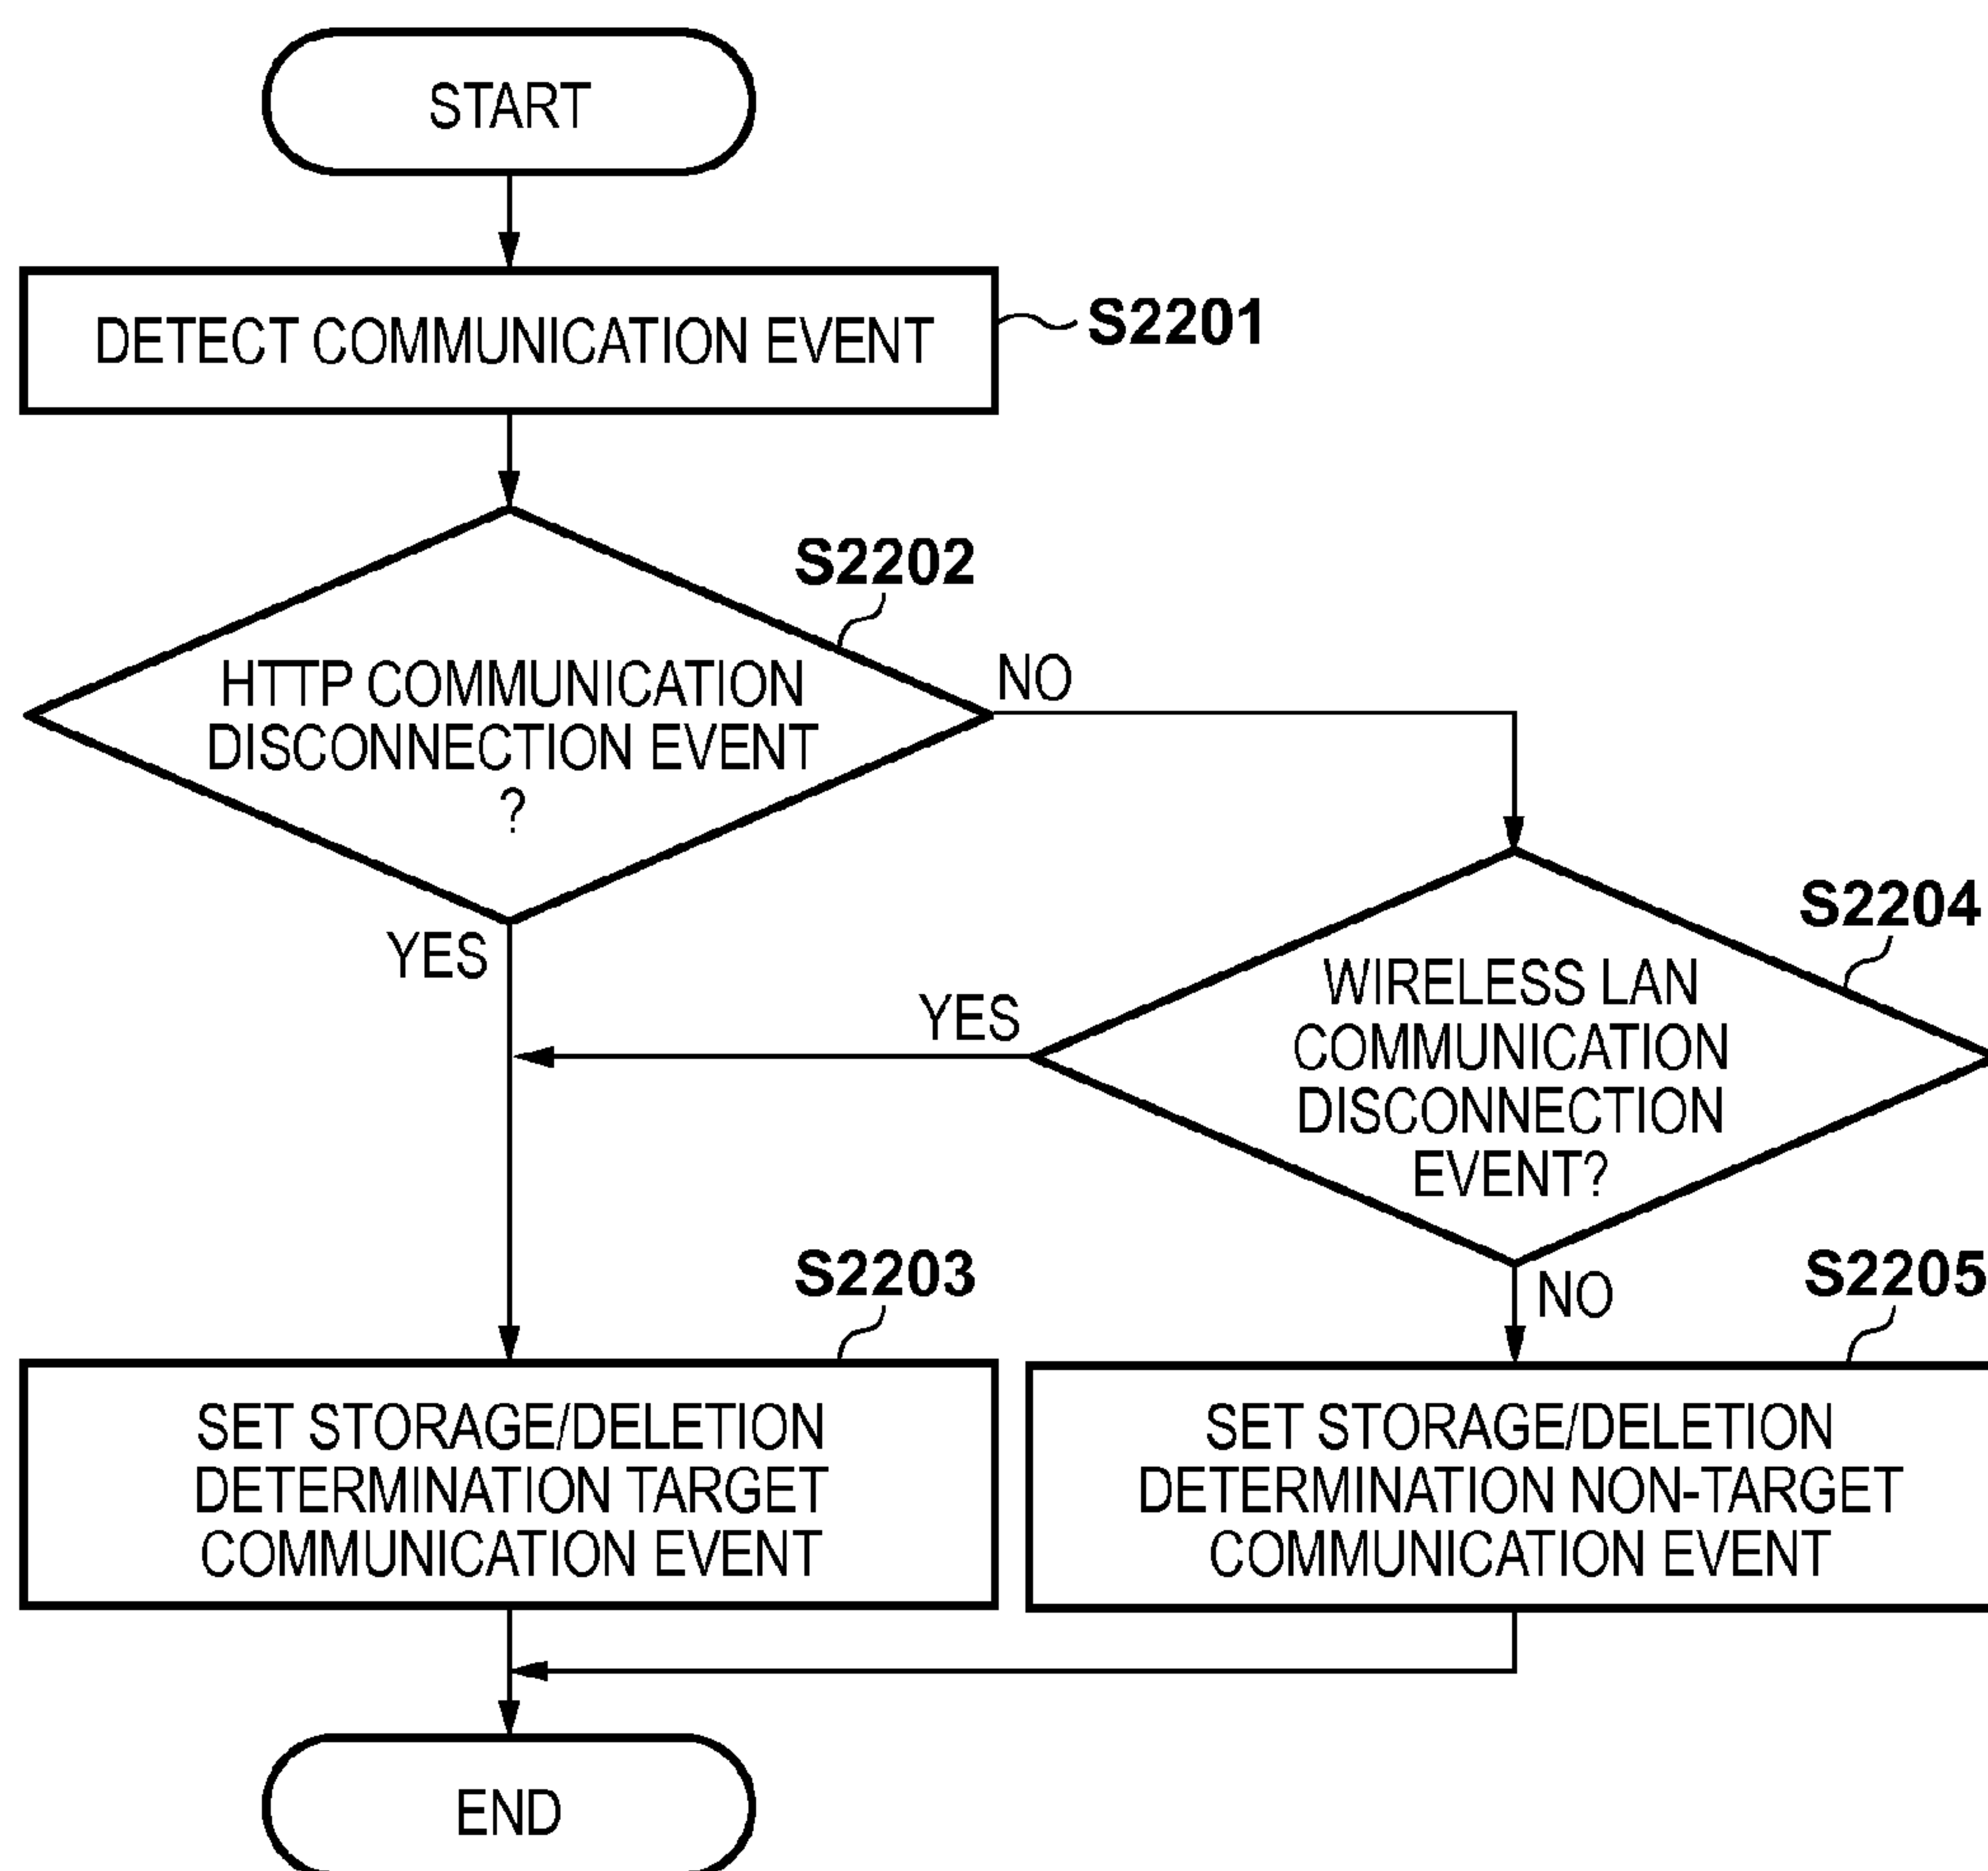 START
DETECT COMMUNICATION EVENT
S2201
S2202
HTTP COMMUNICATION
DISCONNECTION EVENT
?
NO
YES
S2204
WIRELESS LAN
COMMUNICATION
DISCONNECTION
EVENT?
YES
NO
S2203
SET STORAGE/DELETION
DETERMINATION TARGET
COMMUNICATION EVENT
S2205
SET STORAGE/DELETION
DETERMINATION NON-TARGET
COMMUNICATION EVENT
END